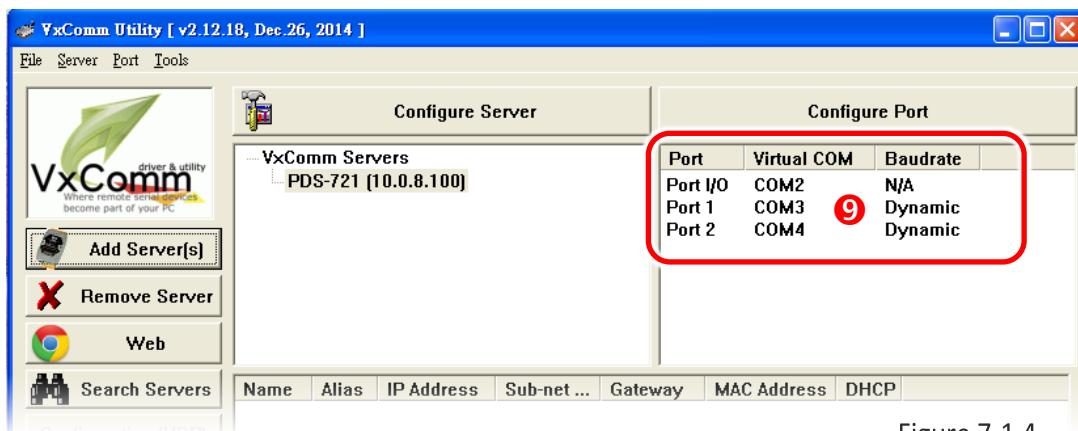 VxComm Utility [ v2.12.18, Dec.26, 2014 ]
File Server Port Tools
VxComm
driver & utility
Where remote serial devices
become part of your PC
Add Server(s)
Remove Server
Web
Search Servers
Configure Server
VxComm Servers
PDS-721 (10.0.8.100)
Configure Port
Port Virtual COM Baudrate
Port I/O COM2 N/A
Port 1 COM3 Dynamic
Port 2 COM4 Dynamic
9
Name Alias IP Address Sub-net ... Gateway MAC Address DHCP
Figure 7-1-4